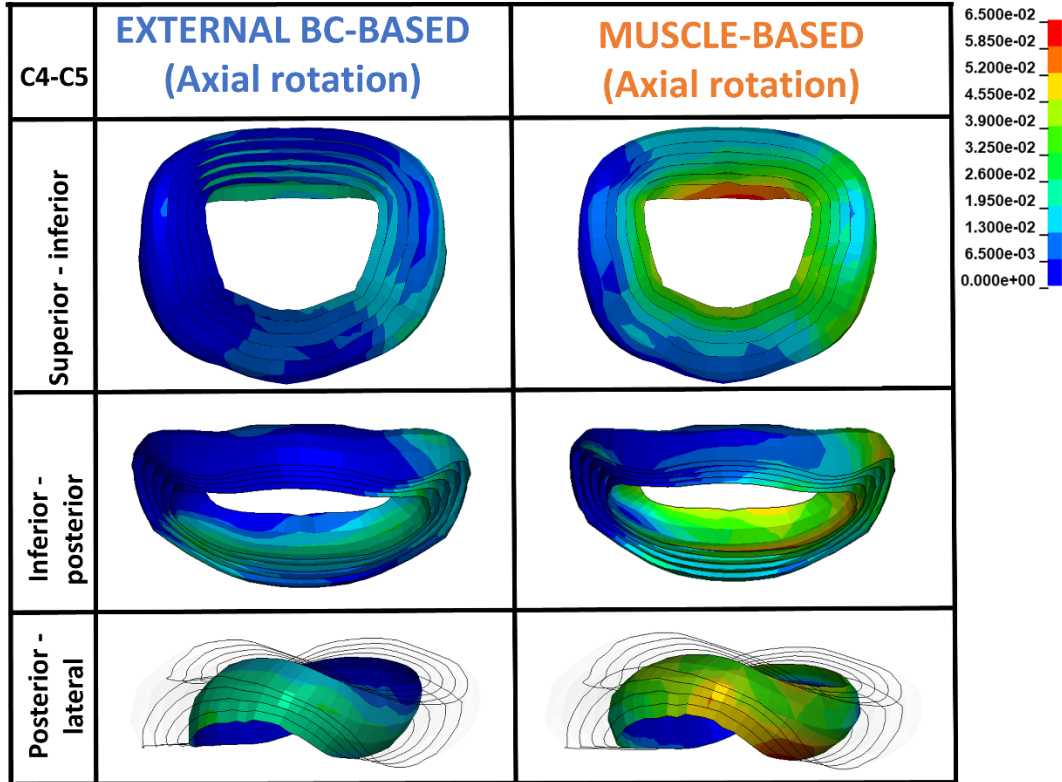 C4-C5
EXTERNAL BC-BASED
(Axial rotation)
MUSCLE-BASED
(Axial rotation)
6.500e-02
5.850e-02
5.200e-02
4.550e-02
3.900e-02
3.250e-02
2.600e-02
1.950e-02
1.300e-02
6.500e-03
0.000e+00
Superior - inferior
Inferior -
posterior
Posterior -
lateral